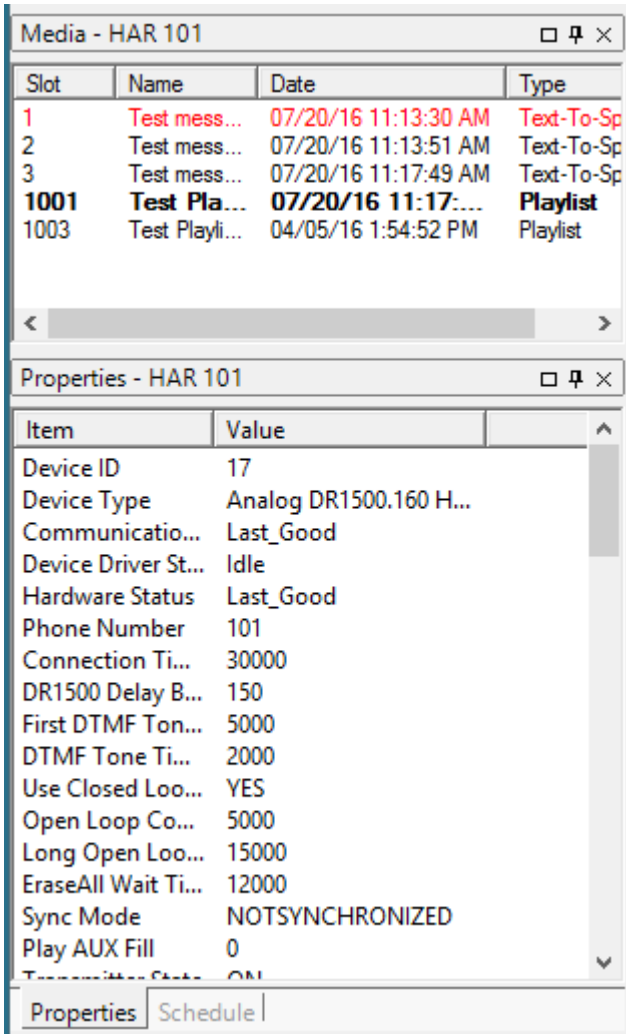 Media - HAR 101
Slot Name Date Type
1 Test mess... 07/20/16 11:13:30 AM Text-To-Sp
2 Test mess... 07/20/16 11:13:51 AM Text-To-Sp
3 Test mess... 07/20/16 11:17:49 AM Text-To-Sp
1001 Test Pla... 07/20/16 11:17:... Playlist
1003 Test Playli... 04/05/16 1:54:52 PM Playlist
Properties - HAR 101
Item Value
Device ID 17
Device Type Analog DR1500.160 H...
Communicatio... Last_Good
Device Driver St... Idle
Hardware Status Last_Good
Phone Number 101
Connection Ti... 30000
DR1500 Delay B... 150
First DTMF Ton... 5000
DTMF Tone Ti... 2000
Use Closed Loo... YES
Open Loop Co... 5000
Long Open Loo... 15000
EraseAll Wait Ti... 12000
Sync Mode NOTSYNCHRONIZED
Play AUX Fill 0
Transmitter State ON
Properties Schedule